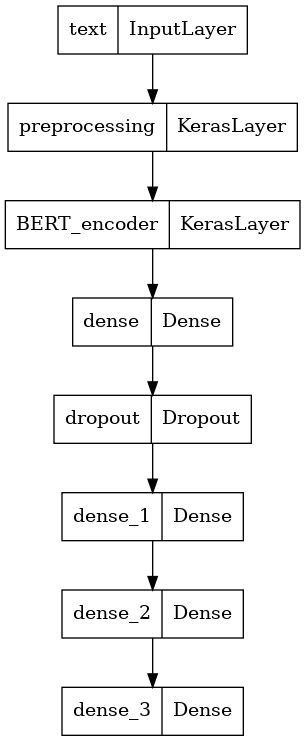 text InputLayer
preprocessing KerasLayer
BERT_encoder KerasLayer
dense Dense
dropout Dropout
dense_1 Dense
dense_2 Dense
dense_3 Dense